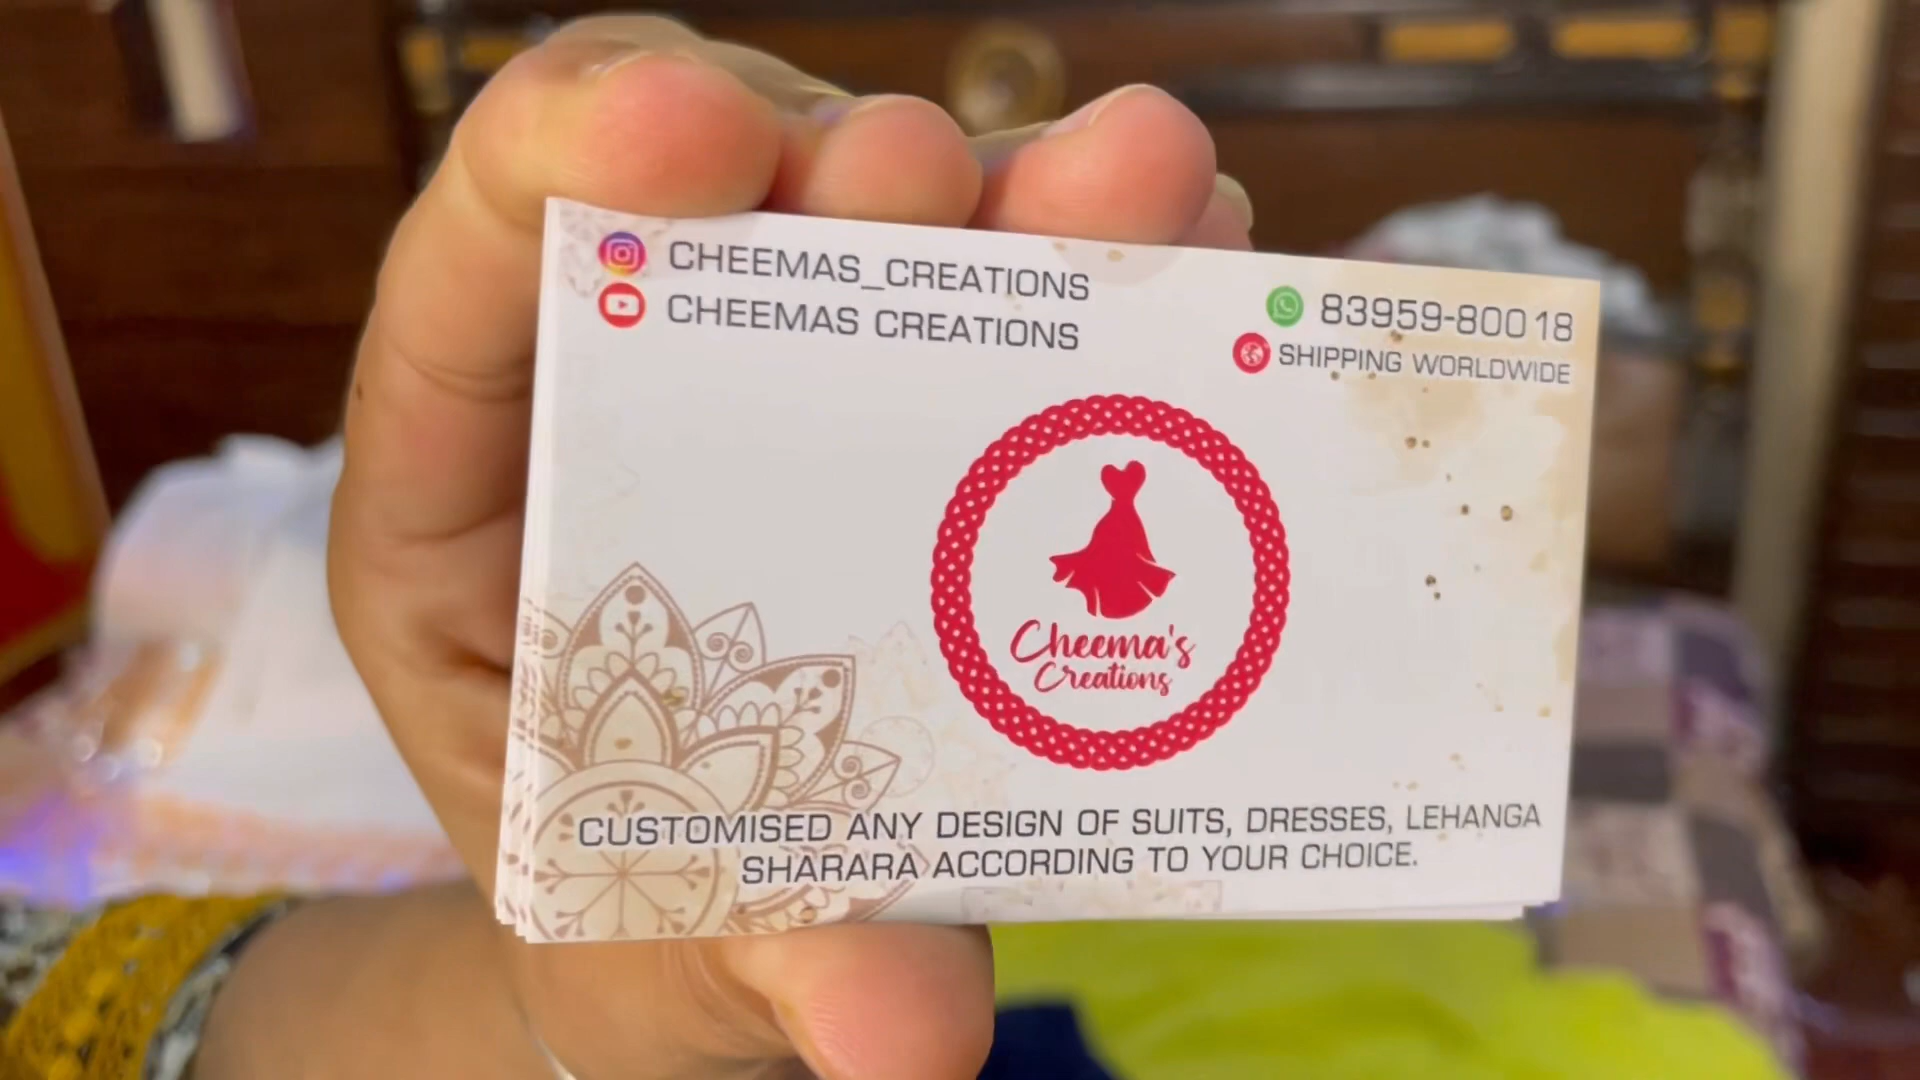 CHEEMAS_CREATIONS
CHEEMAS CREATIONS
83959-80018
SHIPPING WORLDWIDE
Cheema's
Creations
CUSTOMISED ANY DESIGN OF SUITS, DRESSES, LEHANGA
SHARARA ACCORDING TO YOUR CHOICE.